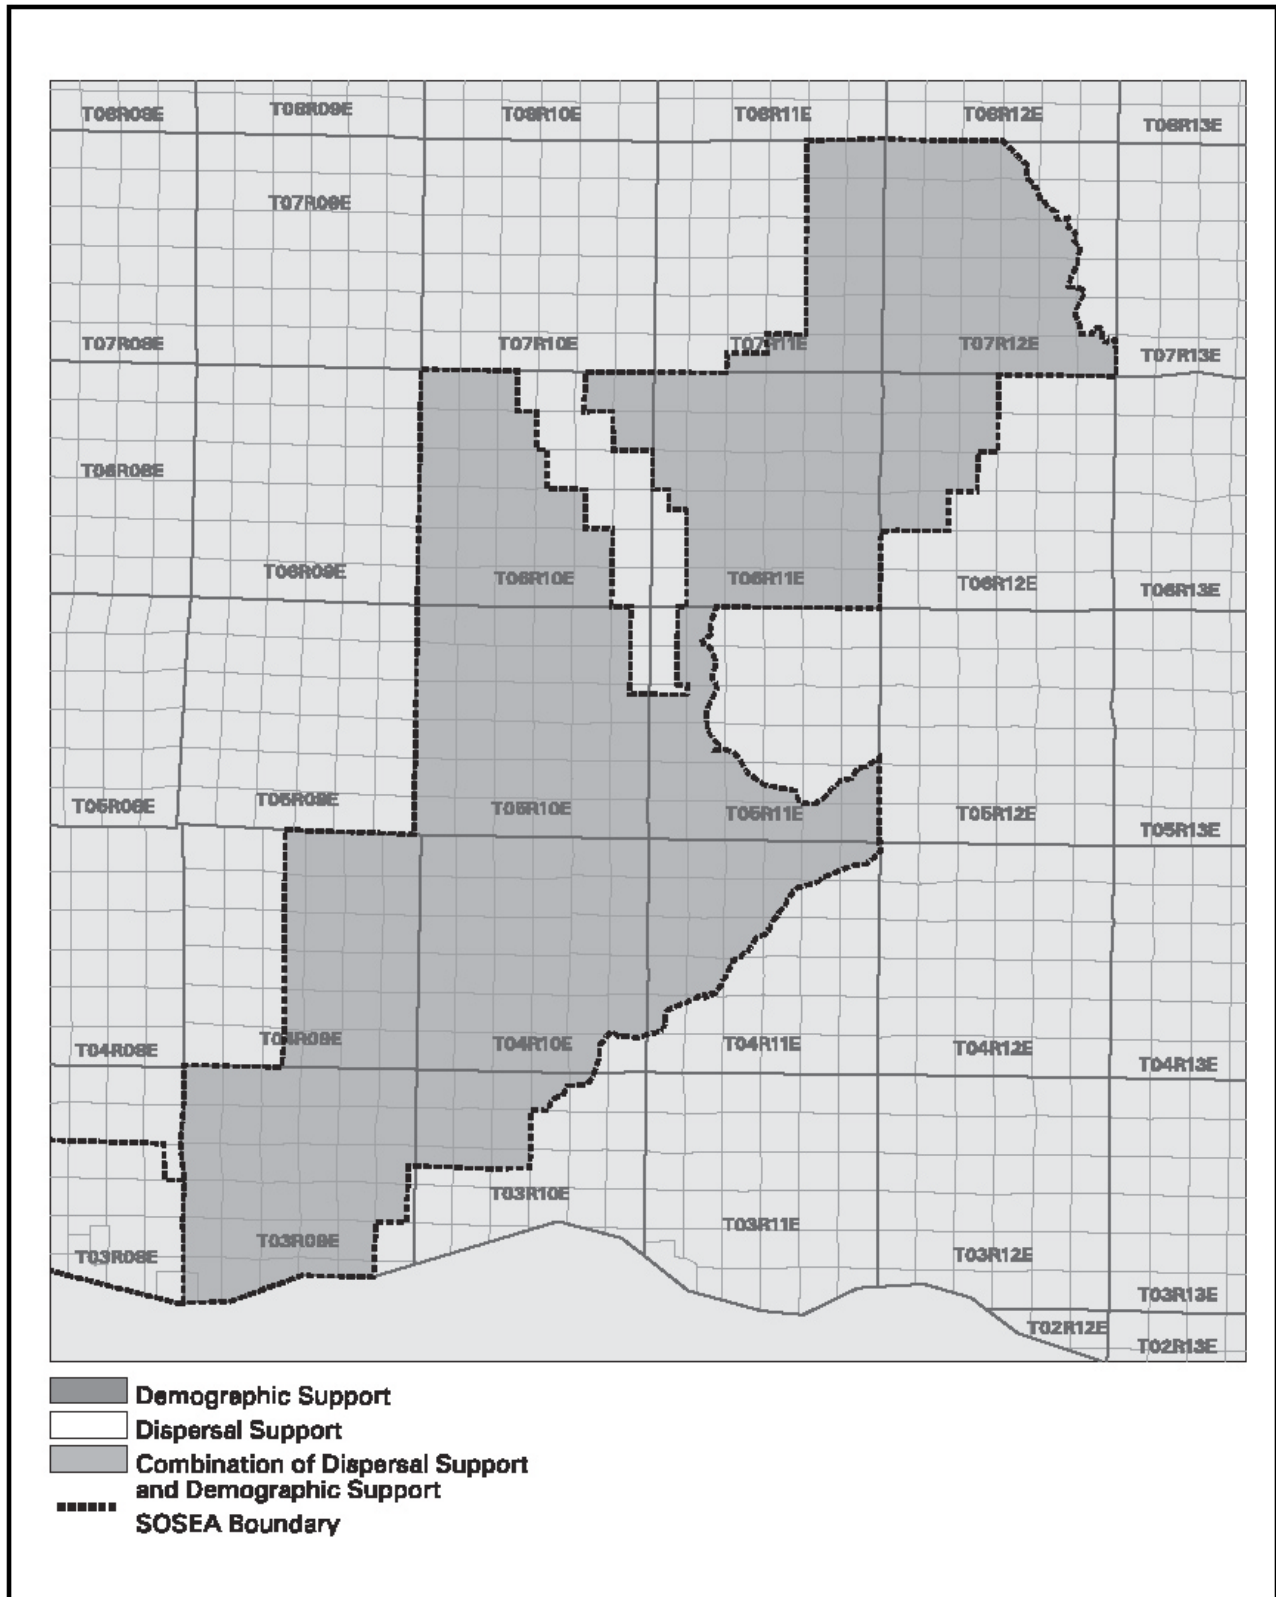 T08R08E
T08R09E
T08R10E
T08R11E
T08R12E
T08R13E
T07R09E
T07R08E
T07R10E
T07R11E
T07R12E
T07R13E
T06R08E
T06R09E
T06R10E
T06R11E
T06R12E
T06R13E
T05R08E
T05R09E
T05R10E
T05R11E
T05R12E
T05R13E
T04R08E
T04R09E
T04R10E
T04R11E
T04R12E
T04R13E
T03R08E
T03R09E
T03R10E
T03R11E
T03R12E
T03R13E
T02R12E
T02R13E
Demographic Support
Dispersal Support
Combination of Dispersal Support
and Demographic Support
SOSEA Boundary